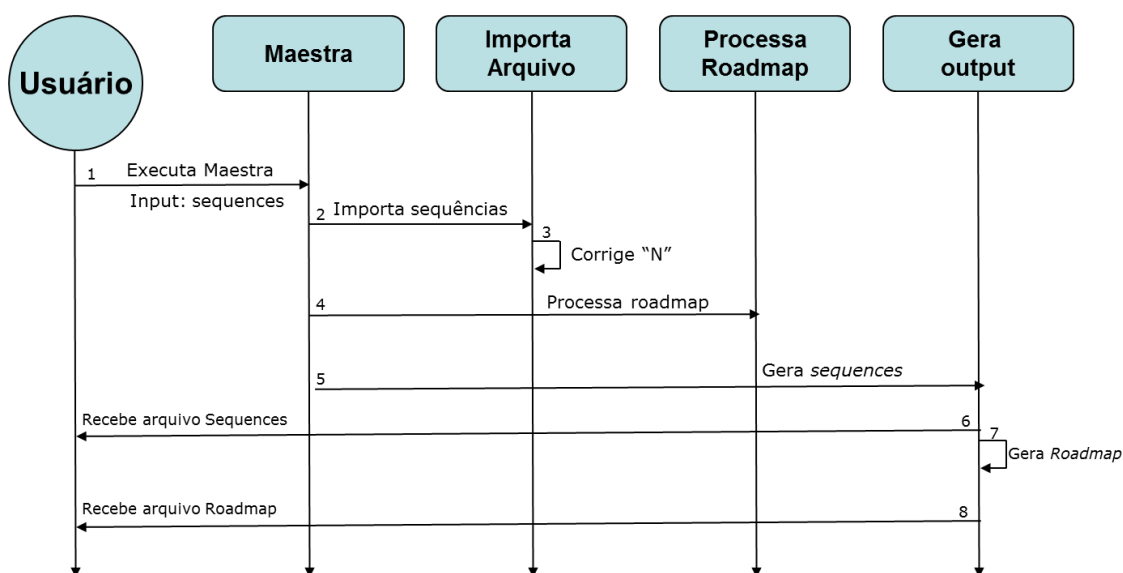 Usuário
Maestra
Importa
Arquivo
Processa
Roadmap
Gera
output
1 Executa Maestra
Input: sequences
2 Importa sequências
3
Corrige “N”
4 Processa roadmap
5 Gera sequences
Recebe arquivo Sequences 6
7
Gera Roadmap
Recebe arquivo Roadmap 8